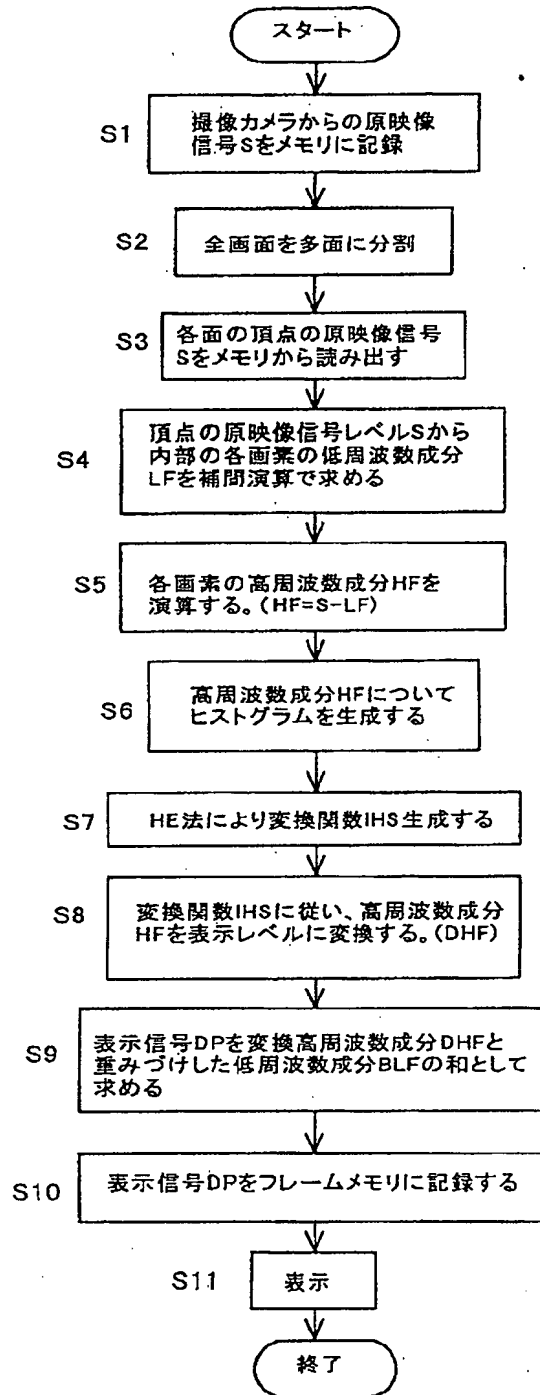 スタート
S1
撮像カメラからの原映像
信号Sをメモリに記録
S2
全画面を多面に分割
S3
各面の頂点の原映像信号
Sをメモリから読み出す
S4
頂点の原映像信号レベルSから
内部の各画素の低周波数成分
LFを補間演算で求める
S5
各画素の高周波数成分HFを
演算する。(HF=S-LF)
S6
高周波数成分HFについて
ヒストグラムを生成する
S7
HE法により変換関数IHS生成する
S8
変換関数IHSに従い、高周波数成分
HFを表示レベルに変換する。(DHF)
S9
表示信号DPを変換高周波数成分DHFと
重みづけした低周波数成分BLFの和として
求める
S10
表示信号DPをフレームメモリに記録する
S11
表示
終了